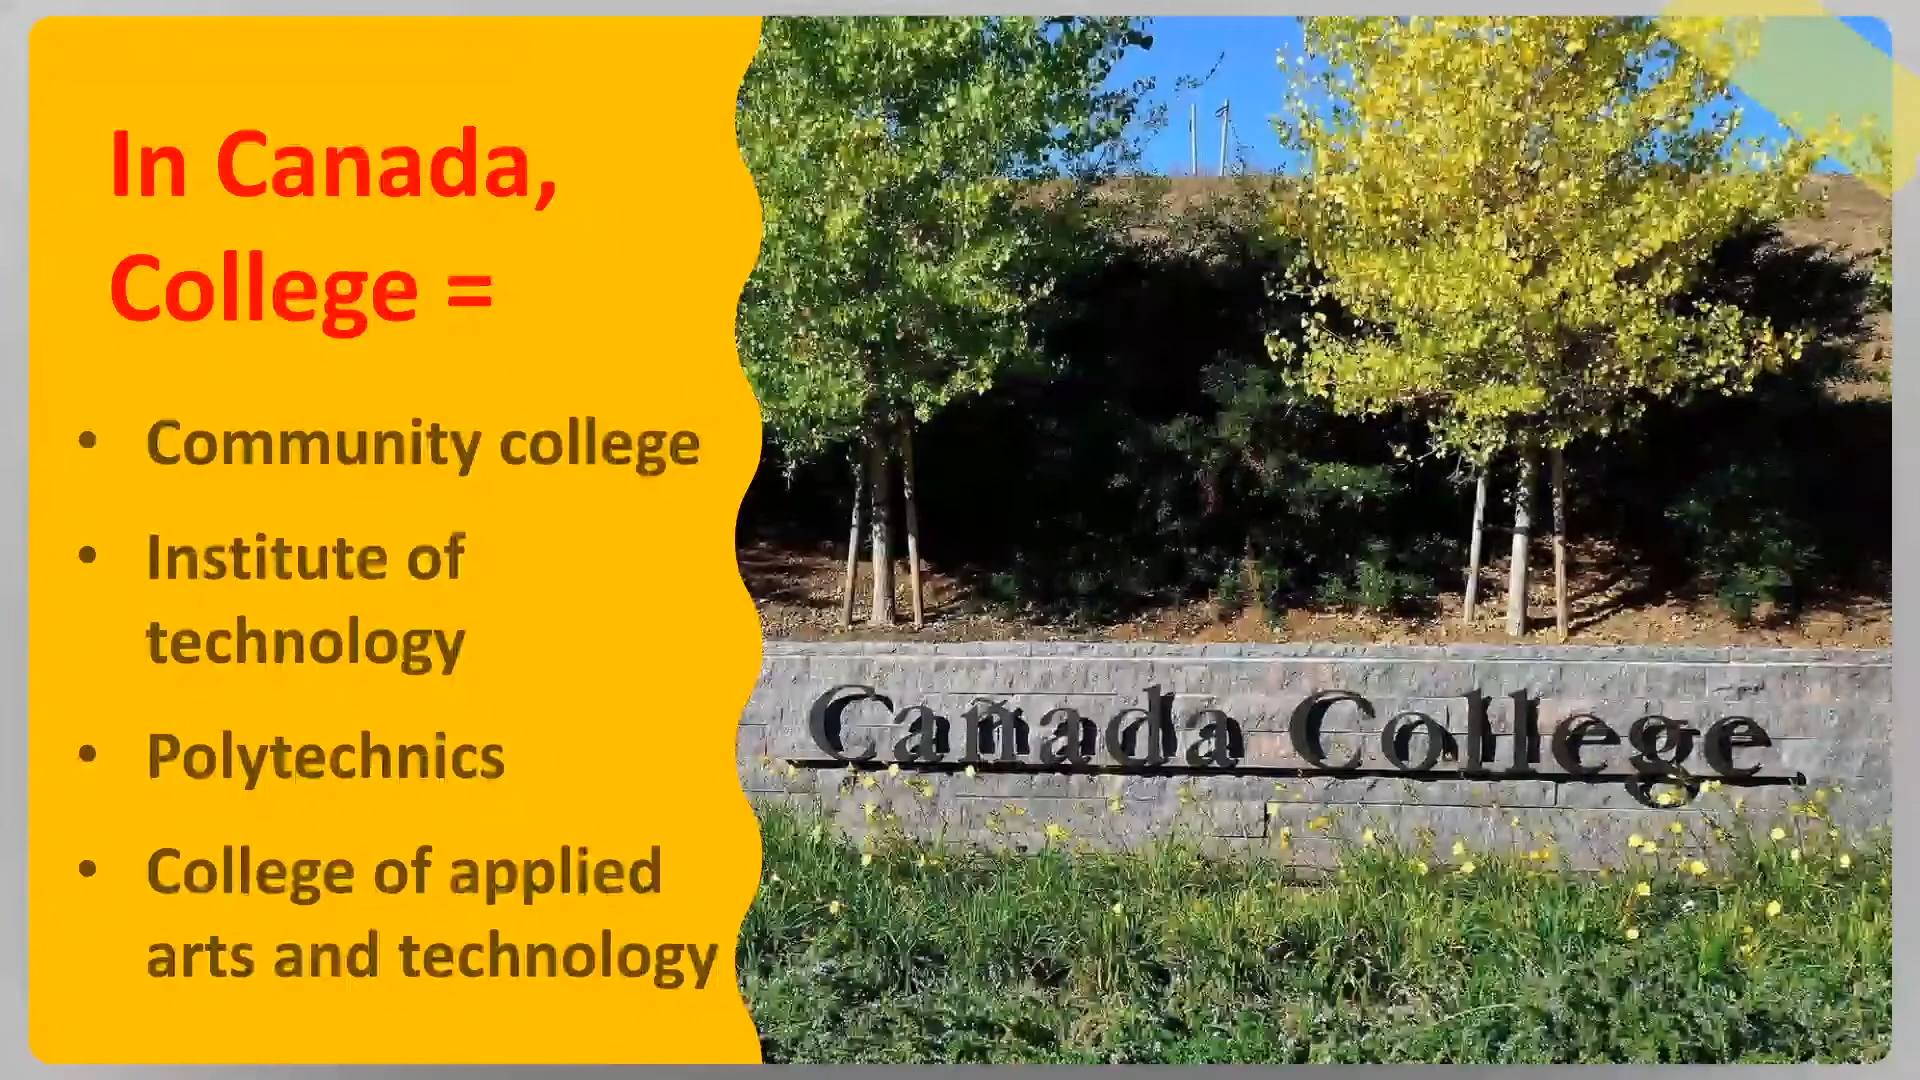 In Canada,
College =
• Community college
• Institute of
technology
• Polytechnics
• College of applied
arts and technology
Cañada College